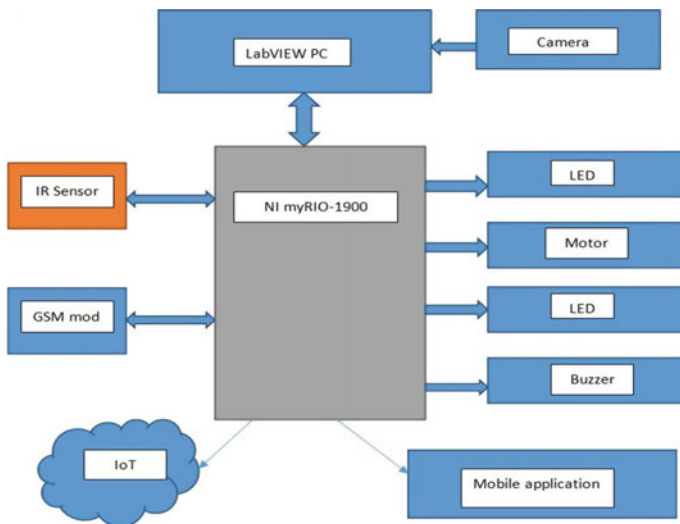 LabVIEW PC
Camera
IR Sensor
NI myRIO-1900
LED
Motor
GSM mod
LED
Buzzer
IoT
Mobile application